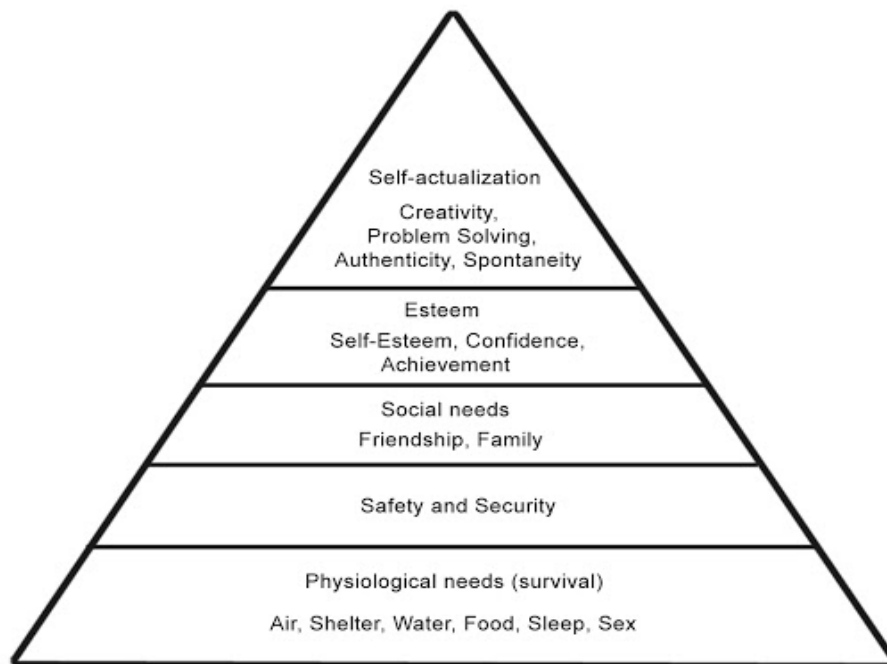 Self-actualization
Creativity,
Problem Solving,
Authenticity, Spontaneity
Esteem
Self-Esteem, Confidence,
Achievement
Social needs
Friendship, Family
Safety and Security
Physiological needs (survival)
Air, Shelter, Water, Food, Sleep, Sex